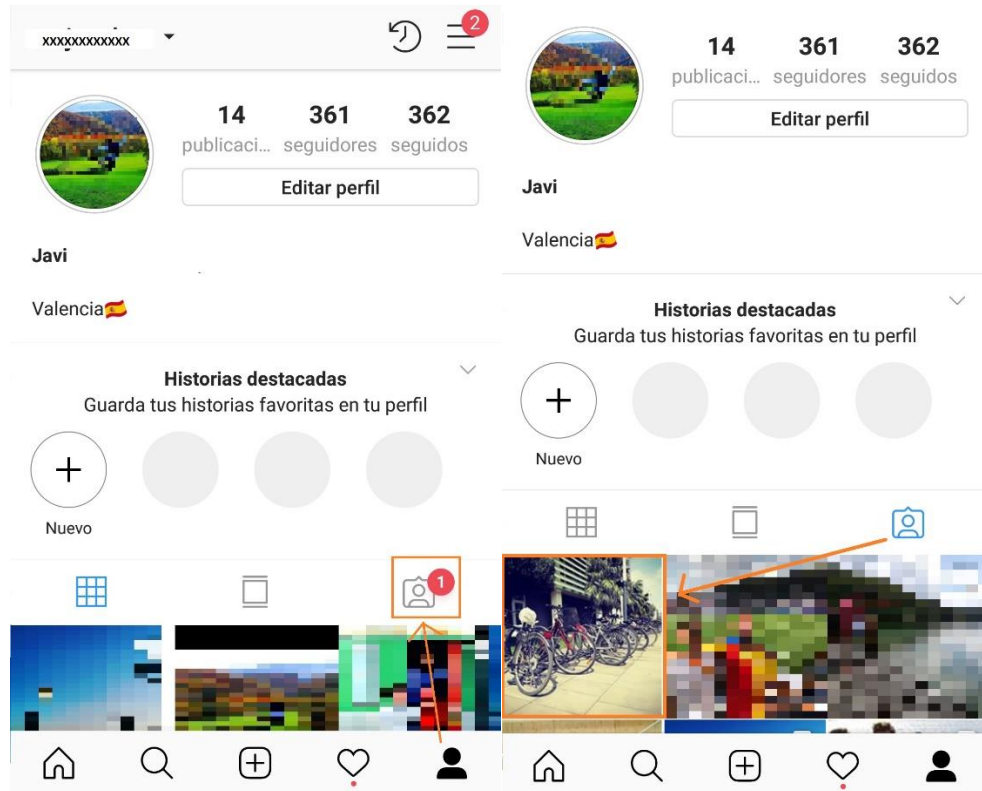 xxxxxxxxxxxx
2
14 361 362
publicaci... seguidores seguidos
Editar perfil
Javi
Valencia🇪🇸
Historias destacadas
Guarda tus historias favoritas en tu perfil
Nuevo
1
14 361 362
publicaci... seguidores seguidos
Editar perfil
Javi
Valencia🇪🇸
Historias destacadas
Guarda tus historias favoritas en tu perfil
Nuevo